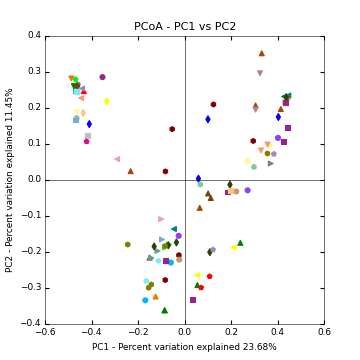 PCoA - PC1 vs PC2
0.4
0.3
0.2
0.1
0.0
−0.1
−0.2
−0.3
−0.4
PC2 – Percent variation explained 11.45%
−0.6 −0.4 −0.2 0.0 0.2 0.4 0.6
PC1 - Percent variation explained 23.68%